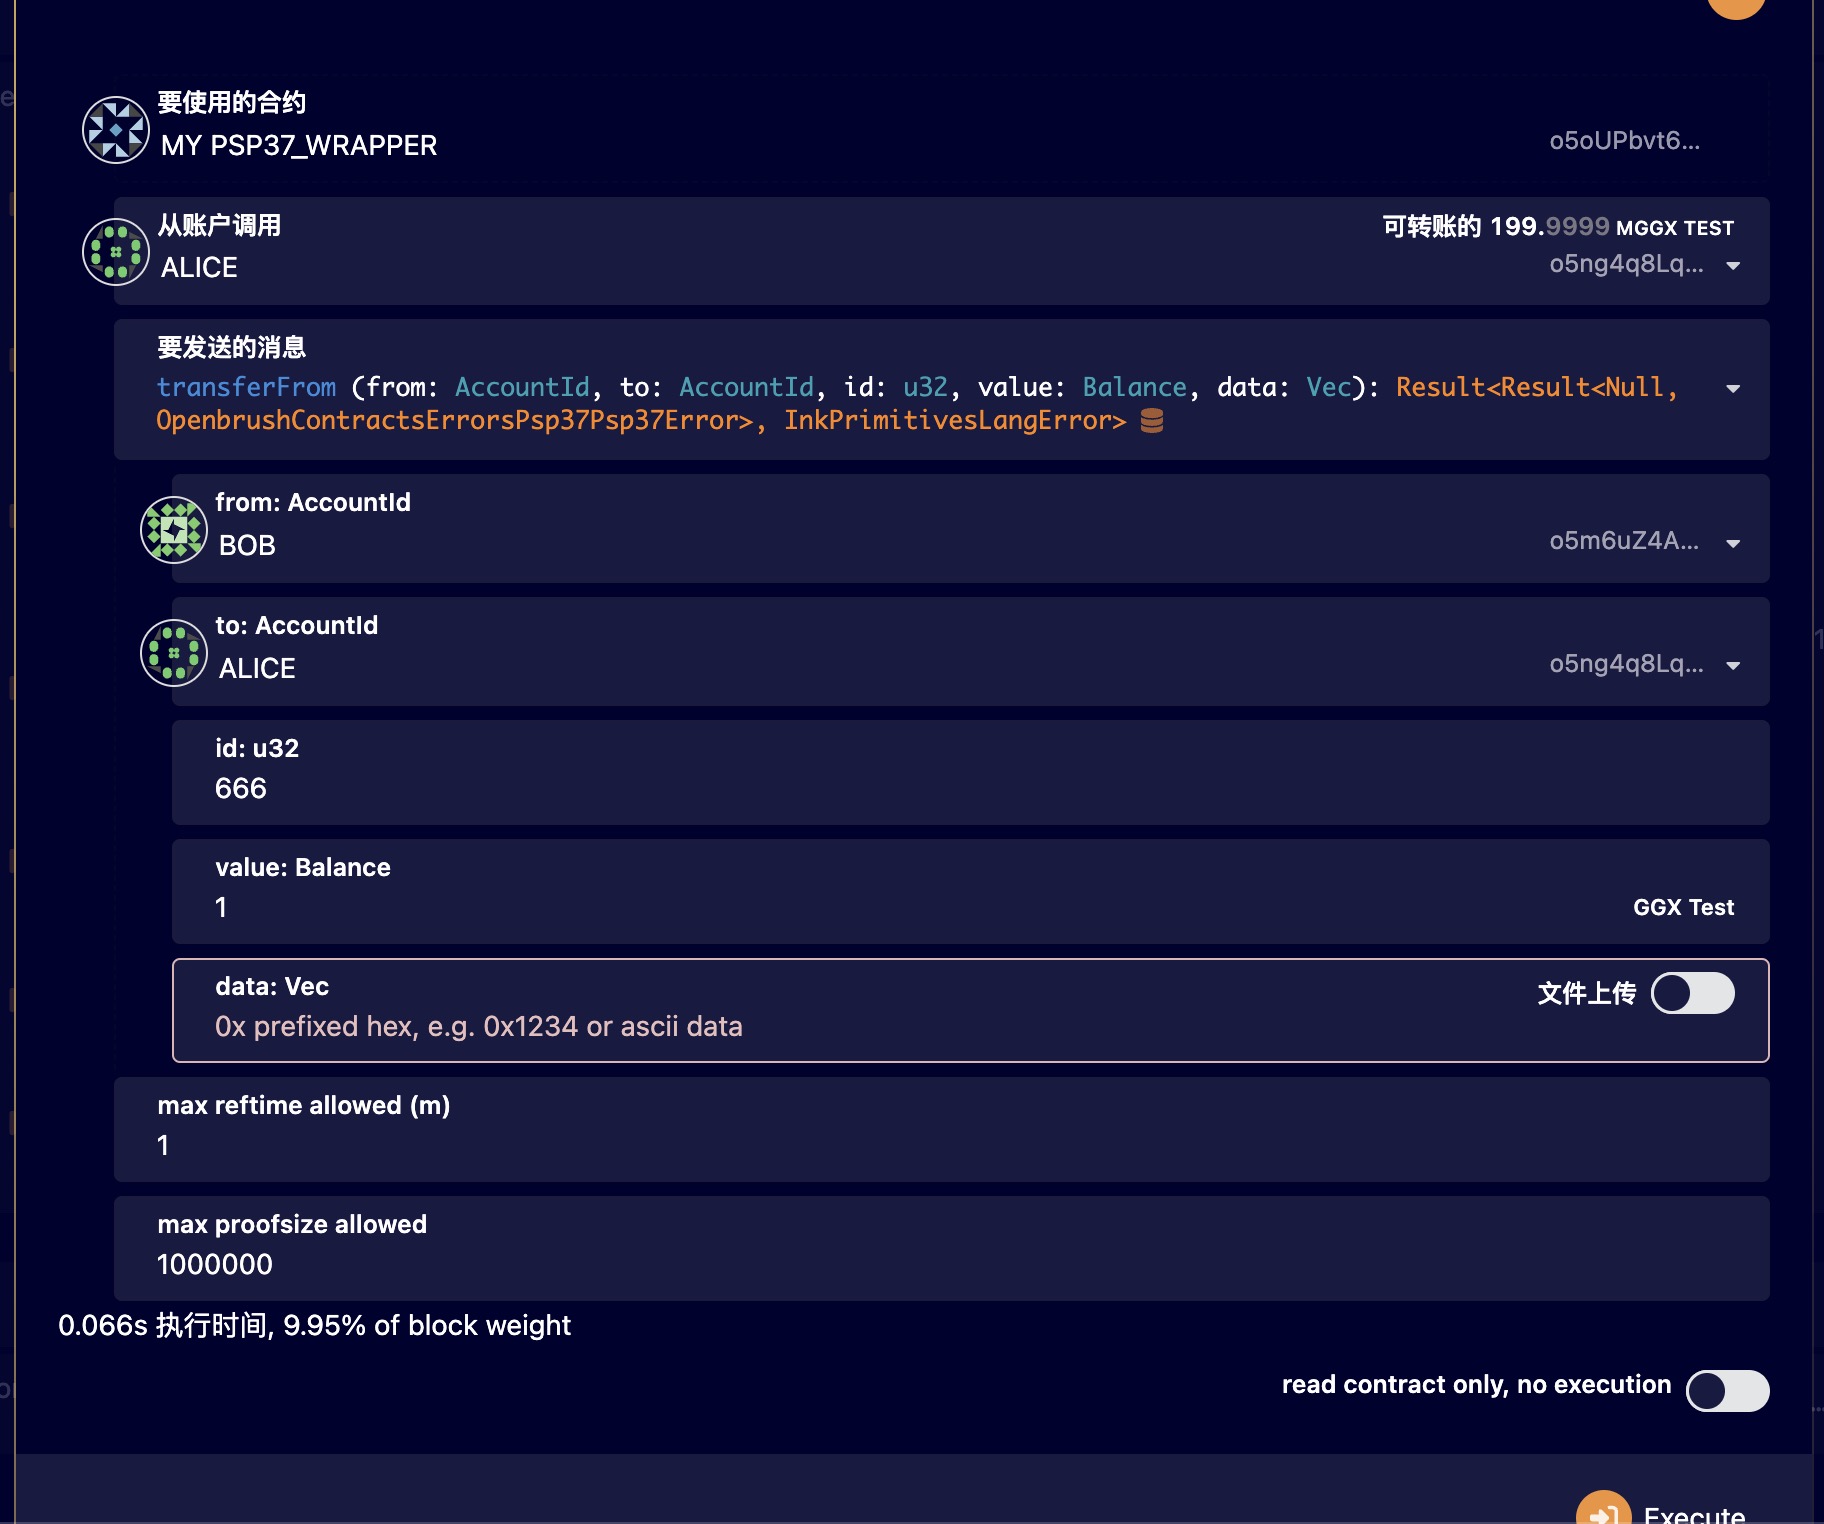 要使用的合约
MY PSP37_WRAPPER
o5oUPbvt6...
从账户调用
可转账的 199.9999 MGGX TEST
ALICE
o5ng4q8Lq...
要发送的消息
transferFrom (from: AccountId, to: AccountId, id: u32, value: Balance, data: Vec): Result<Result<Null,
OpenbrushContractsErrorsPsp37Psp37Error>, InkPrimitivesLangError>
from: AccountId
BOB
o5m6uZ4A...
to: AccountId
ALICE
o5ng4q8Lq...
id: u32
666
value: Balance
1
GGX Test
data: Vec
文件上传
0x prefixed hex, e.g. 0x1234 or ascii data
max reftime allowed (m)
1
max proofsize allowed
1000000
0.066s 执行时间, 9.95% of block weight
read contract only, no execution
Execute